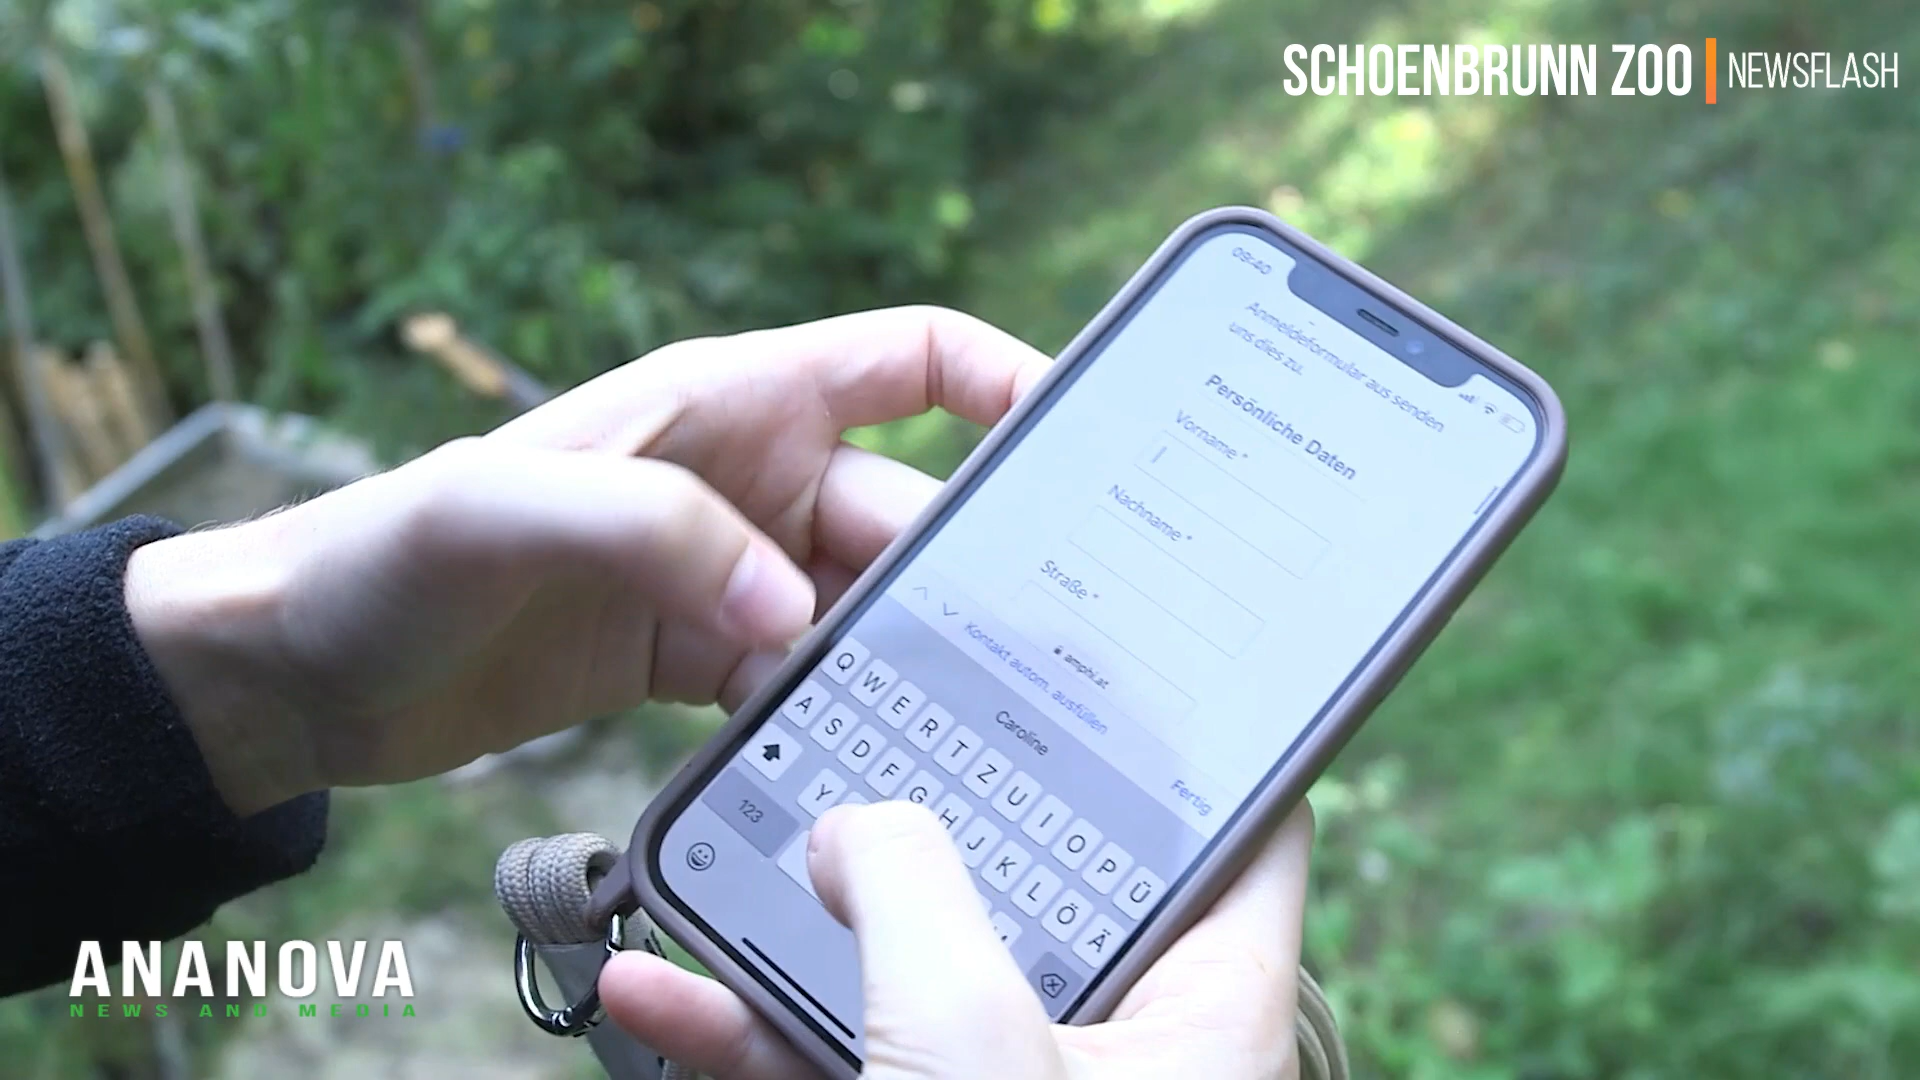 SCHOENBRUNN ZOO | NEWSFLASH
09:40
Anmeldeformular aus senden
uns dies zu.
Persönliche Daten
Vorname *
Nachname *
Straße *
amphi.at
Kontakt autom. ausfüllen
Caroline
Fertig
Q W E R T Z U I O P Ü
A S D F G H J K L Ö Ä
Y
M
123
ANANOVA
NEWS AND MEDIA